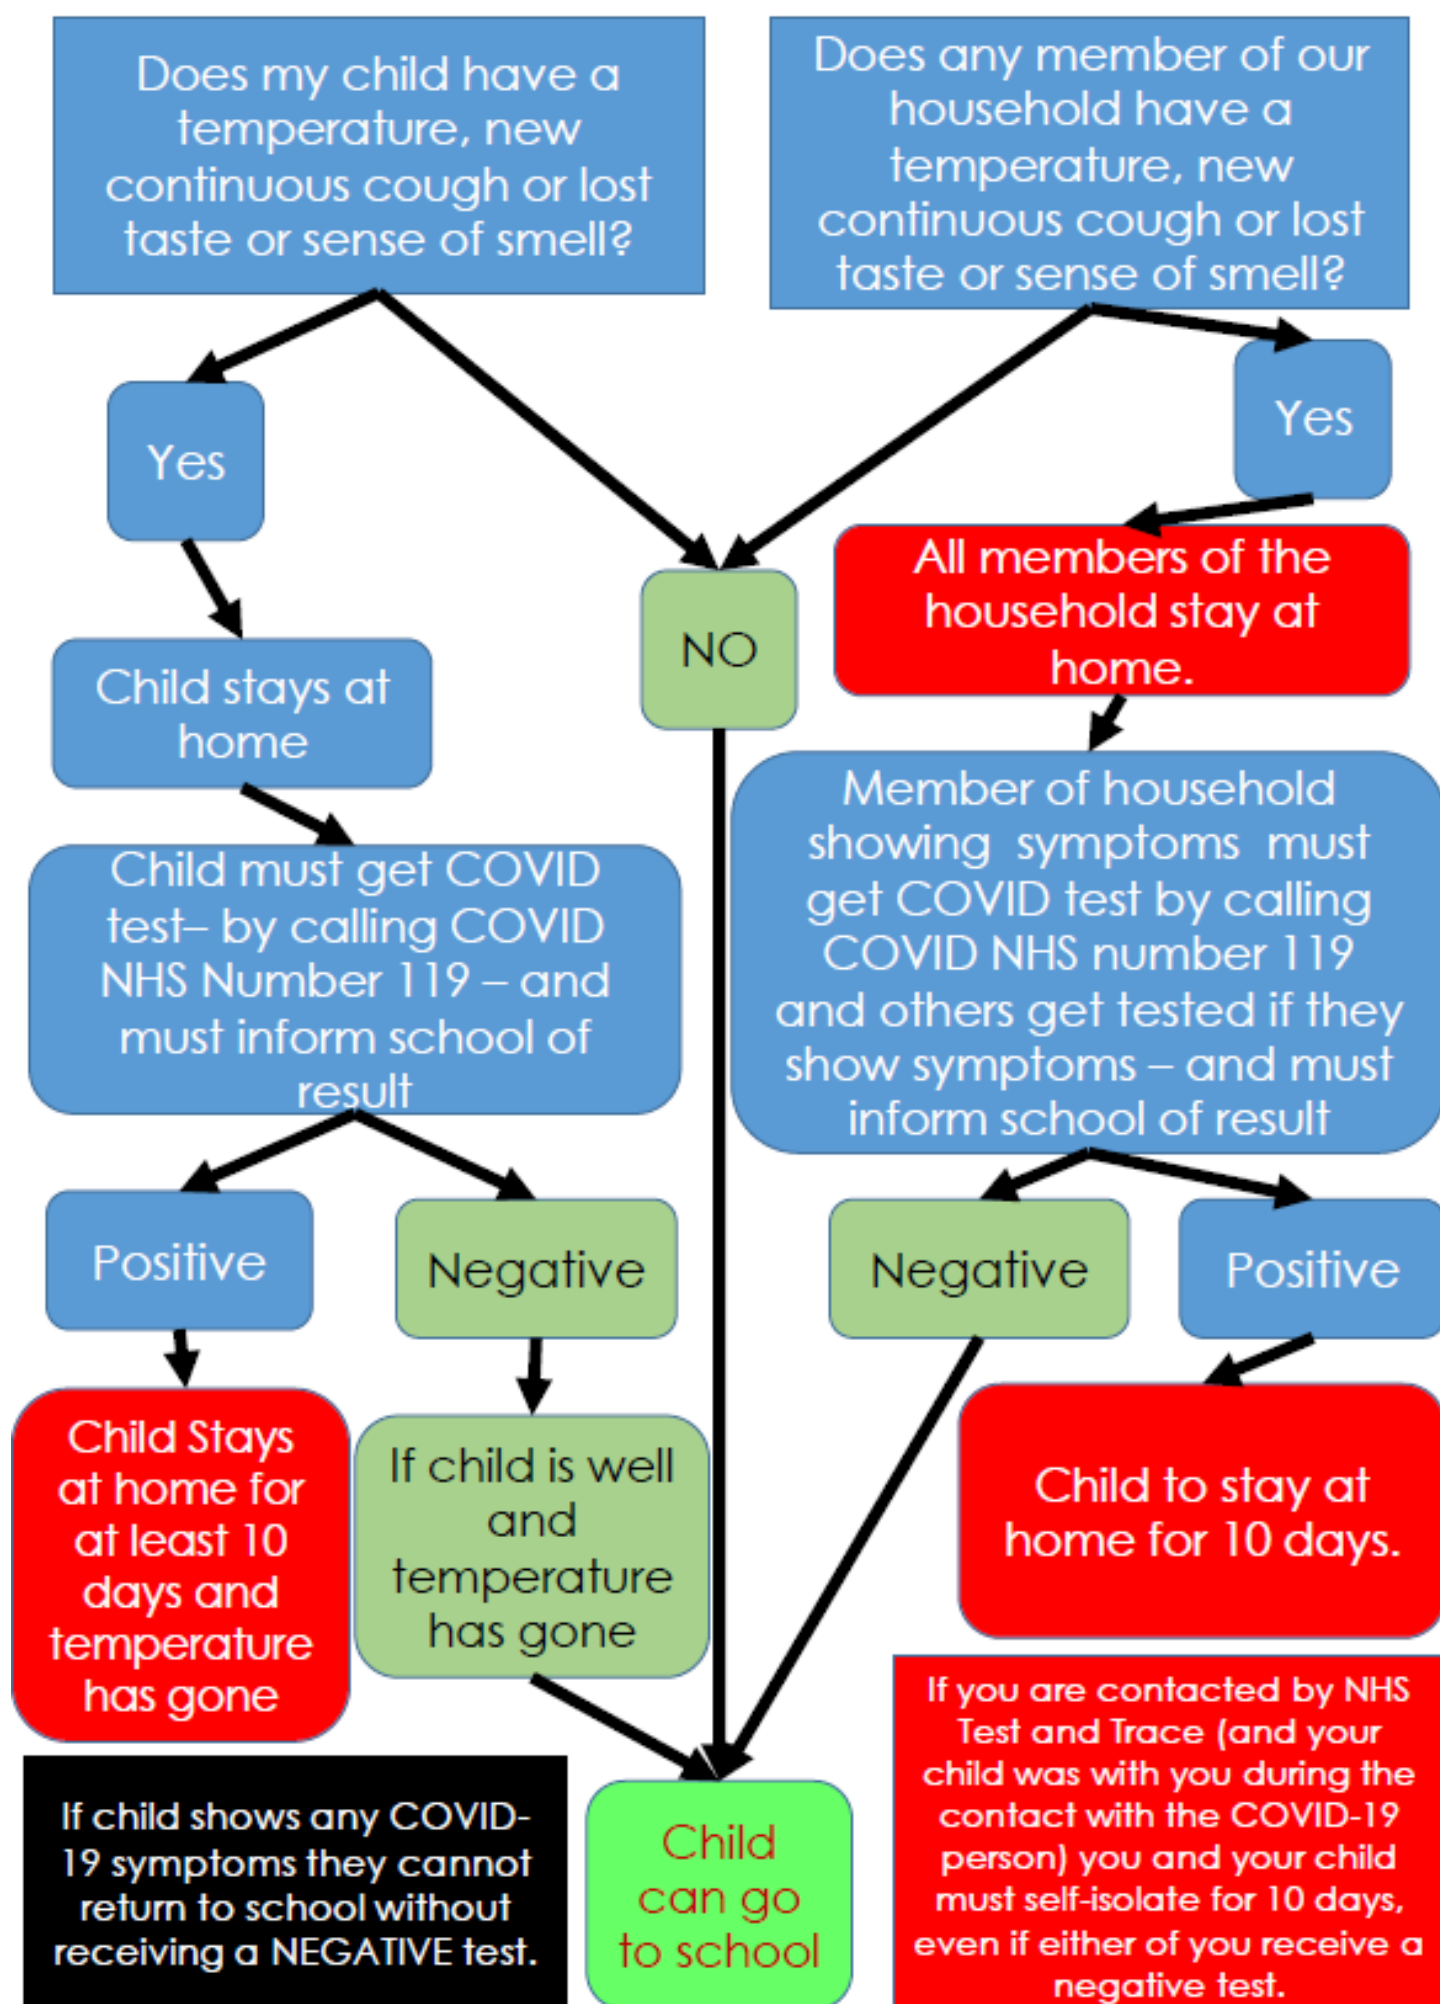 Does my child have a
temperature, new
continuous cough or lost
taste or sense of smell?
Does any member of our
household have a
temperature, new
continuous cough or lost
taste or sense of smell?
Yes
Yes
NO
All members of the
household stay at
home.
Child stays at
home
Member of household
showing symptoms must
get COVID test by calling
COVID NHS number 119
and others get tested if they
show symptoms – and must
inform school of result
Child must get COVID
test– by calling COVID
NHS Number 119 – and
must inform school of
result
Positive
Negative
Negative
Positive
Child Stays
at home for
at least 10
days and
temperature
has gone
If child is well
and
temperature
has gone
Child to stay at
home for 10 days.
If child shows any COVID-
19 symptoms they cannot
return to school without
receiving a NEGATIVE test.
Child
can go
to school
If you are contacted by NHS
Test and Trace (and your
child was with you during the
contact with the COVID-19
person) you and your child
must self-isolate for 10 days,
even if either of you receive a
negative test.